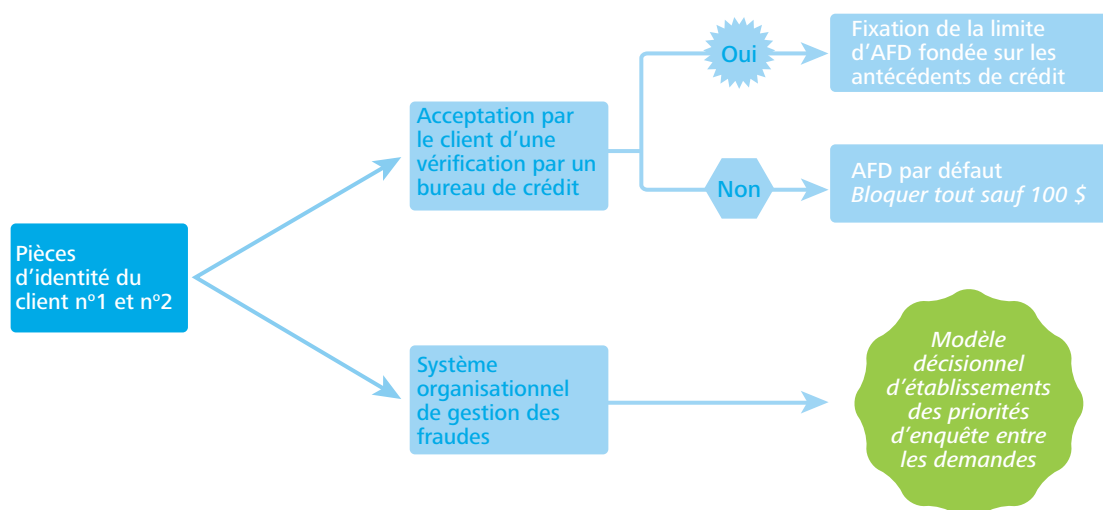 Pièces
d'identité du
client nº1 et nº2
Acceptation par
le client d'une
vérification par un
bureau de crédit
Oui
Fixation de la limite
d'AFD fondée sur les
antécédents de crédit
Non
AFD par défaut
Bloquer tout sauf 100 $
Système
organisationnel
de gestion des
fraudes
Modèle
décisionnel
d'établissements
des priorités
d'enquête entre
les demandes